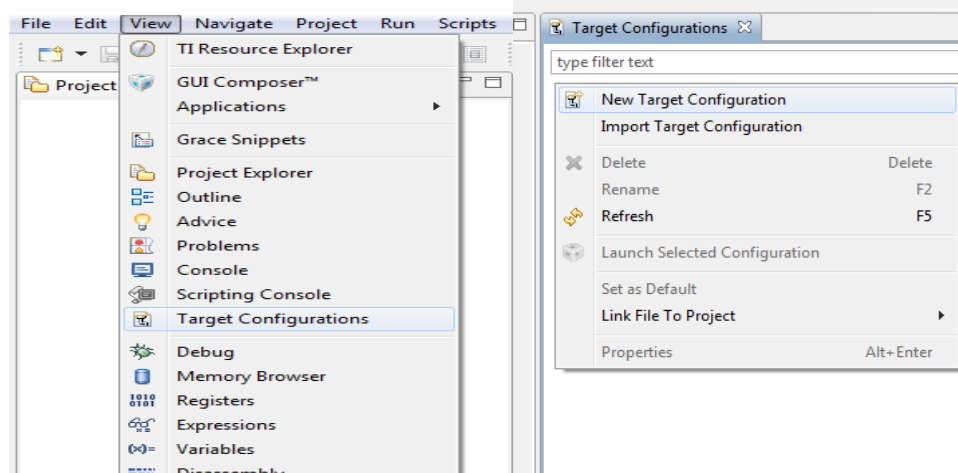 File Edit View Navigate Project Run Scripts
Project
TI Resource Explorer
GUI Composer™
Applications
Grace Snippets
Project Explorer
Outline
Advice
Problems
Console
Scripting Console
Target Configurations
Debug
Memory Browser
Registers
Expressions
(x)= Variables
Disassembly
Target Configurations
type filter text
New Target Configuration
Import Target Configuration
Delete Delete
Rename F2
Refresh F5
Launch Selected Configuration
Set as Default
Link File To Project
Properties Alt+Enter